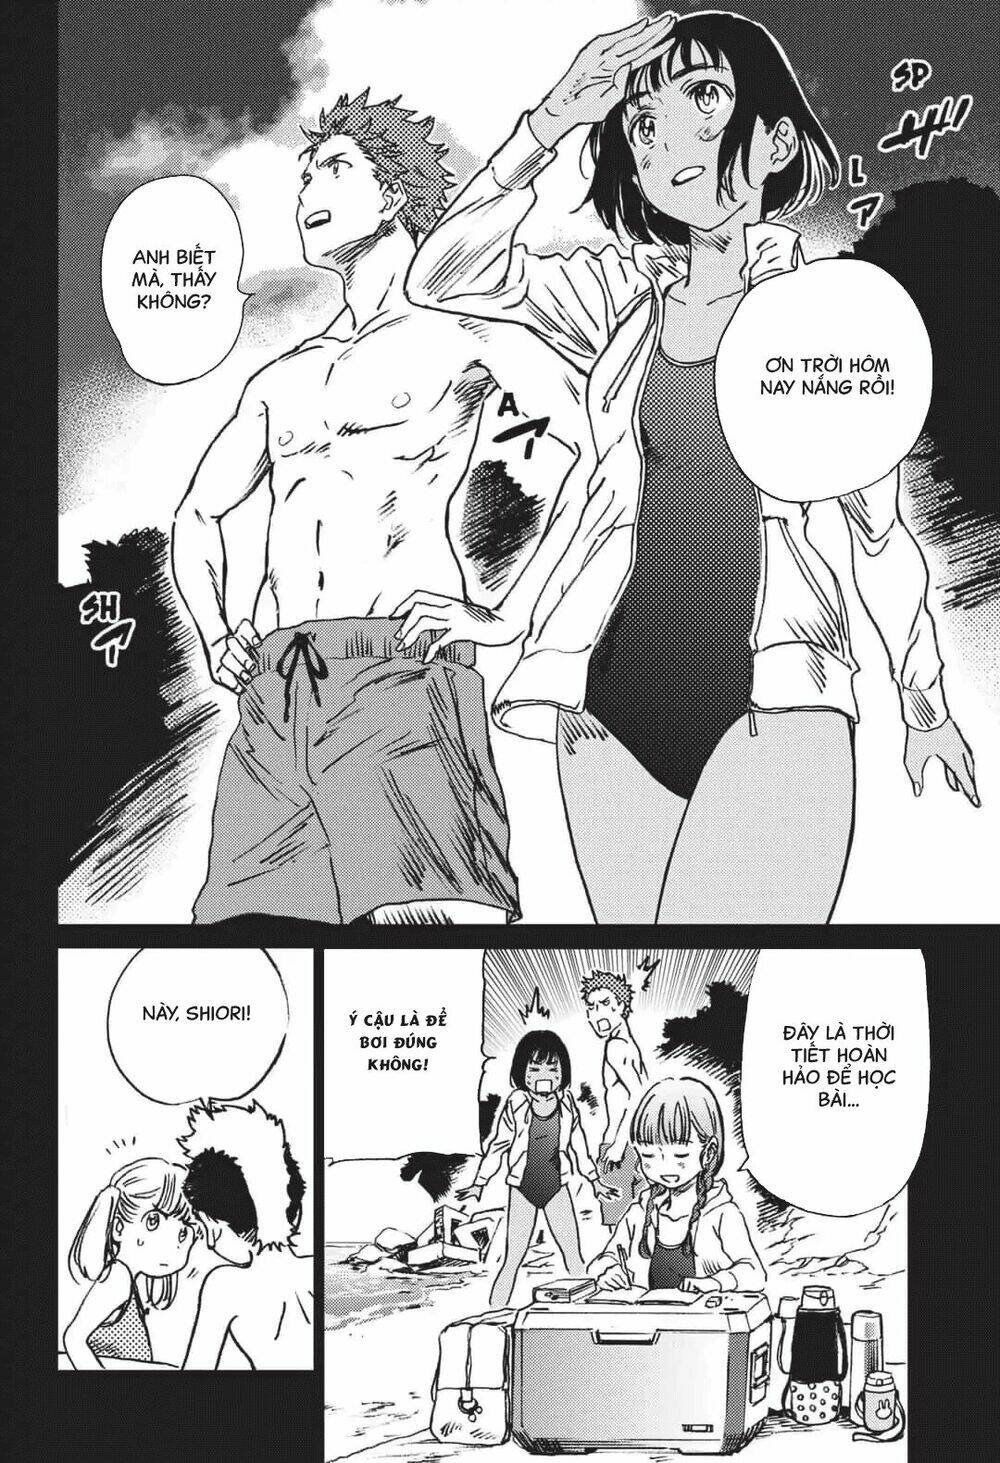 SP
L
ƠN TRỜI HÔM
NAY NẮNG RỒI!
ANH BIẾT
MÀ, THẤY
KHÔNG?
A
SH
ĐÂY LÀ THỜI
TIẾT HOÀN
HẢO ĐỂ HỌC
BÀI...
Ý CẬU LÀ ĐỂ
BƠI ĐÚNG
KHÔNG!
NÀY, SHIORI!